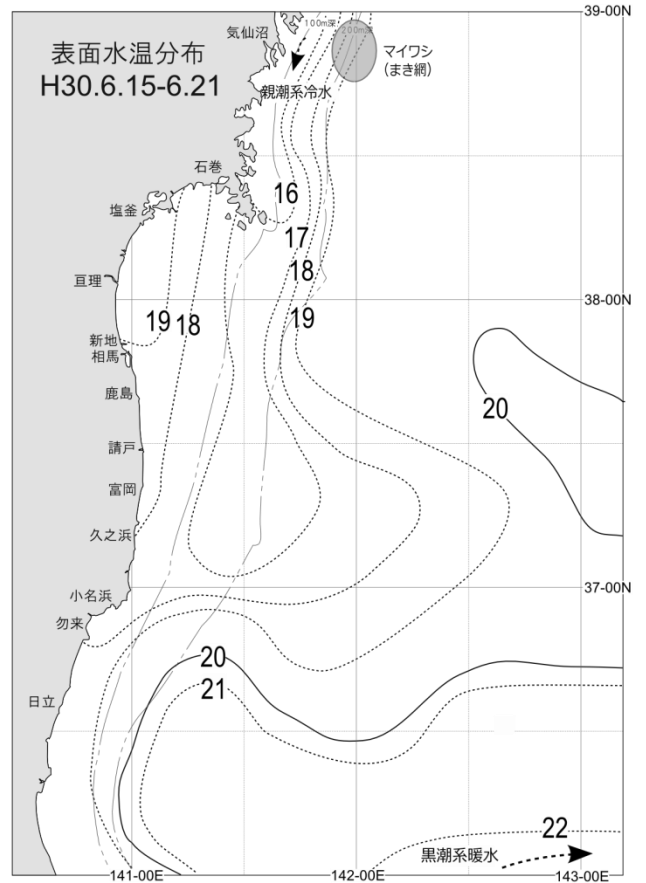 39-00N
100m深
200m深
気仙沼
表面水温分布
H30.6.15-6.21
マイワシ
(まき網)
親潮系冷水
石巻
16
塩釜
17
18
亘理
38-00N
19
18
19
新地
相馬
鹿島
20
請戸
富岡
久之浜
37-00N
小名浜
勿来
20
21
日立
22
黒潮系暖水
141-00E
142-00E
143-00E